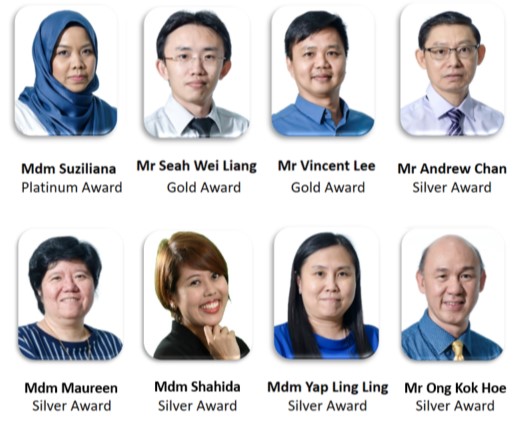 Mdm Suziliana
Platinum Award
Mr Seah Wei Liang
Gold Award
Mr Vincent Lee
Gold Award
Mr Andrew Chan
Silver Award
Mdm Maureen
Silver Award
Mdm Shahida
Silver Award
Mdm Yap Ling Ling
Silver Award
Mr Ong Kok Hoe
Silver Award